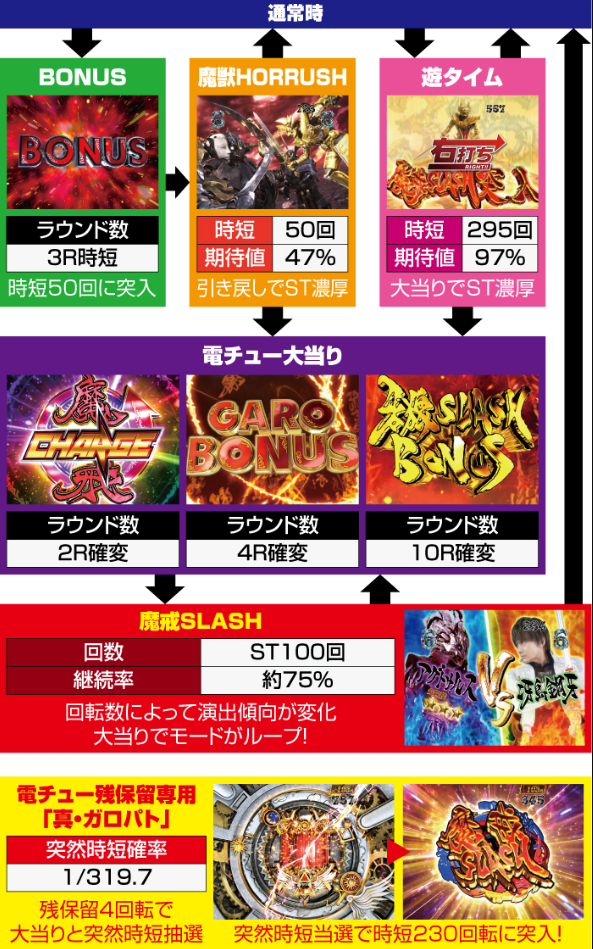 通常時
BONUS
BONUS
ラウンド数
3R時短
時短50回に突入
魔獣HORRUSH
時短 50回
期待値 47%
引き戻しでST濃厚
遊タイム
557
右打ち
RIGHT!!
突入
時短 295回
期待値 97%
大当りでST濃厚
電チュー大当り
CHARGE
ラウンド数
2R確変
GARO
BONUS
ラウンド数
4R確変
SLASH
BONUS
ラウンド数
10R確変
魔戒SLASH
回数 ST100回
継続率 約75%
回転数によって演出傾向が変化
大当りでモードがループ!
VS
電チュー残保留専用
「真・ガロパト」
突然時短確率
1/319.7
残保留4回転で
大当りと突然時短抽選
突然時短当選で時短230回転に突入!